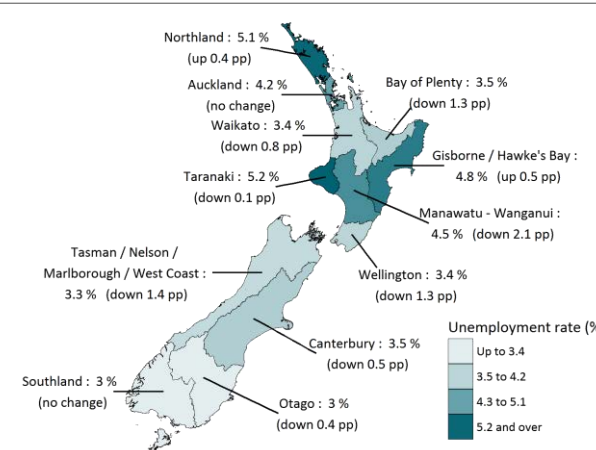 Northland : 5.1 %
(up 0.4 pp)
Auckland : 4.2 %
(no change)
Bay of Plenty : 3.5 %
(down 1.3 pp)
Waikato : 3.4 %
(down 0.8 pp)
Gisborne / Hawke's Bay :
4.8 % (up 0.5 pp)
Taranaki : 5.2 %
(down 0.1 pp)
Manawatu - Wanganui :
4.5 % (down 2.1 pp)
Tasman / Nelson /
Marlborough / West Coast :
3.3 % (down 1.4 pp)
Wellington : 3.4 %
(down 1.3 pp)
Canterbury : 3.5 %
(down 0.5 pp)
Southland : 3 %
(no change)
Otago : 3 %
(down 0.4 pp)
Unemployment rate (%
Up to 3.4
3.5 to 4.2
4.3 to 5.1
5.2 and over